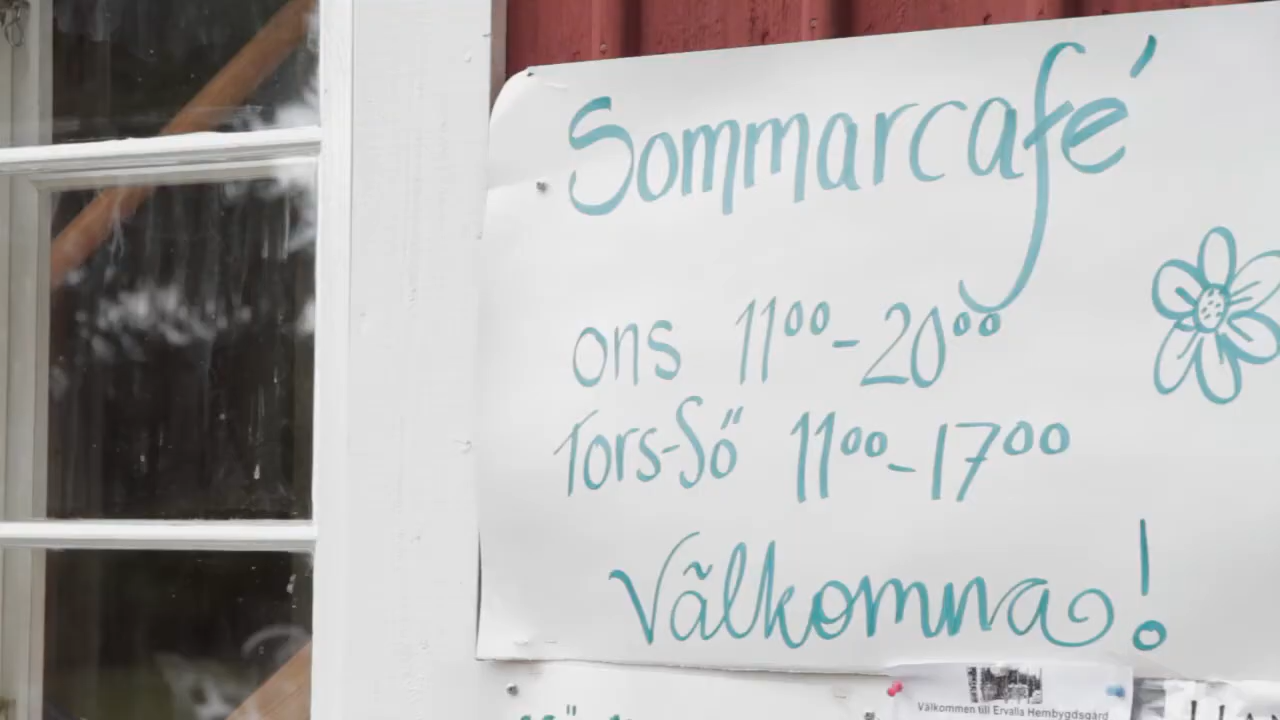 Sommarcafé
ons 11⁰⁰-20⁰⁰
Tors-Sö 11⁰⁰-17⁰⁰
Välkomna!
Välkommen till Ervalla Hembygdsgård